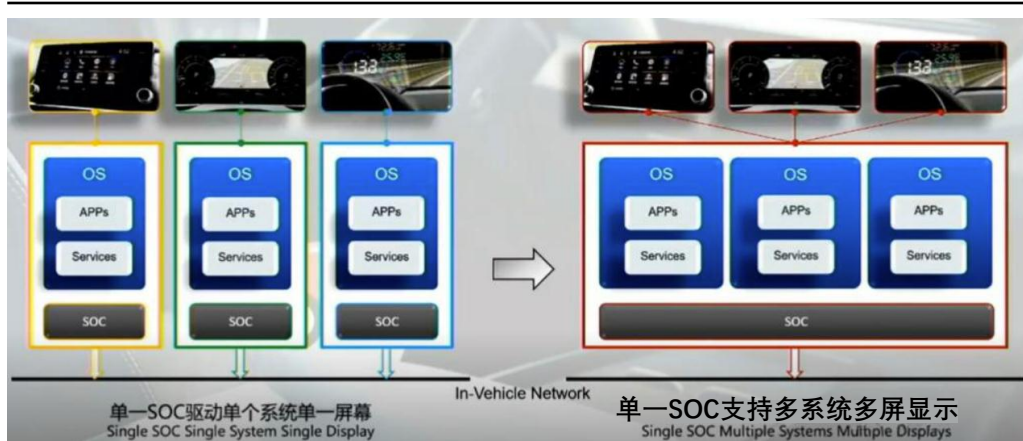 OS
APPs
Services
SOC
OS
APPs
Services
SOC
OS
APPs
Services
SOC
OS
APPs
Services
OS
APPs
Services
OS
APPs
Services
SOC
In-Vehicle Network
单一SOC驱动单个系统单一屏幕
Single SOC Single System Single Display
单一SOC支持多系统多屏显示
Single SOC Multiple Systems Multiple Displays